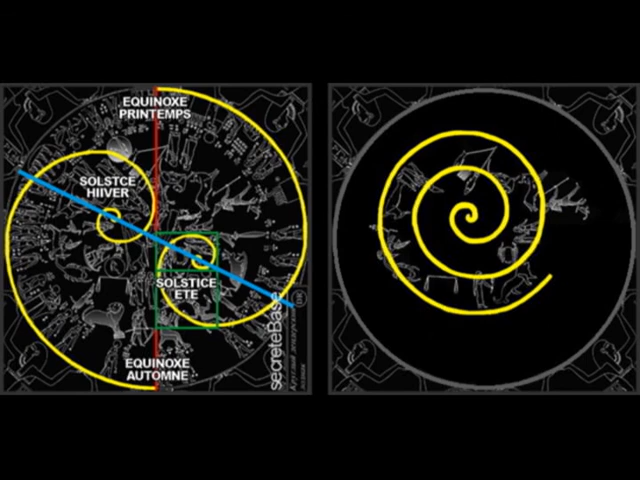 EQUINOXE
PRINTEMPS
SOLSTCE
HIIVER
SOLSTICE
ETE
EQUINOXE
AUTOMNE
secreteBase